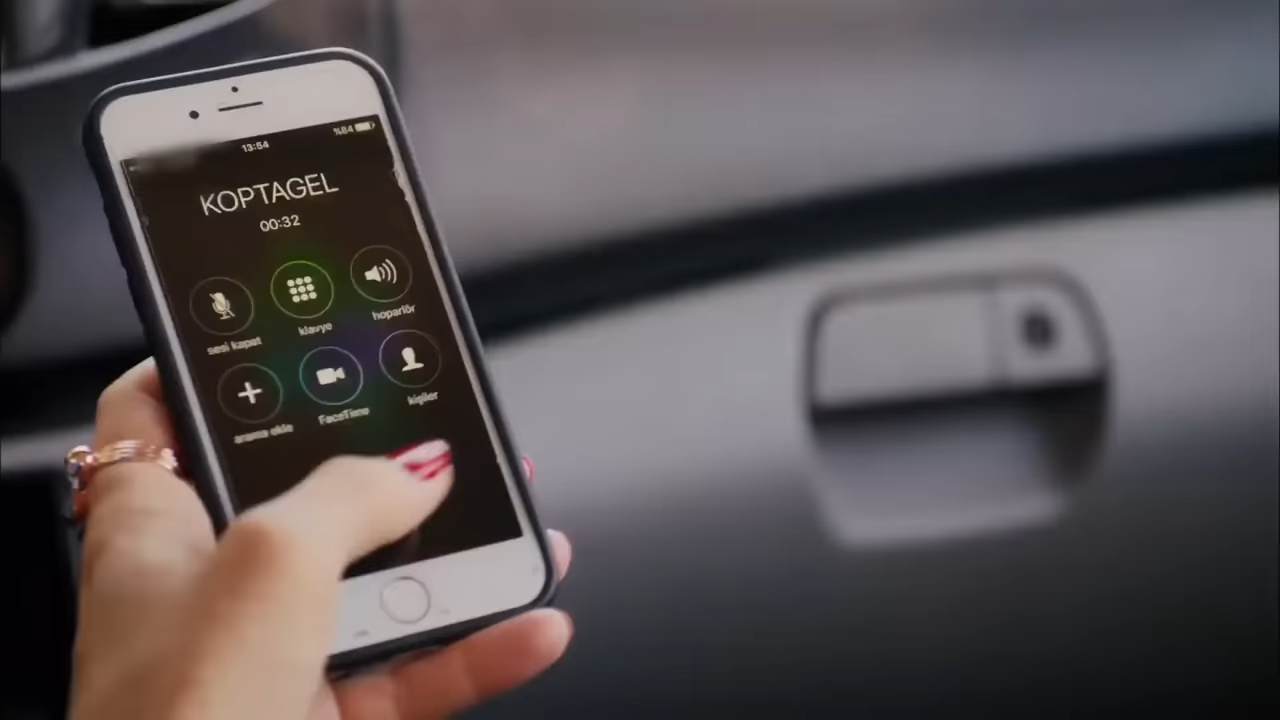 %84
13:54
KOPTAGEL
00:32
sesi kapat
klavye
hoparlör
arama ekle
FaceTime
kişiler